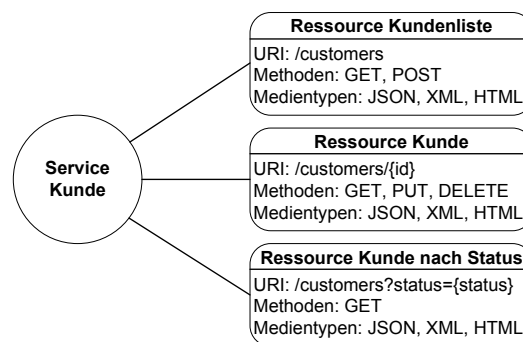 Service
Kunde
Ressource Kundenliste
URI: /customers
Methoden: GET, POST
Medientypen: JSON, XML, HTML
Ressource Kunde
URI: /customers/{id}
Methoden: GET, PUT, DELETE
Medientypen: JSON, XML, HTML
Ressource Kunde nach Status
URI: /customers?status={status}
Methoden: GET
Medientypen: JSON, XML, HTML